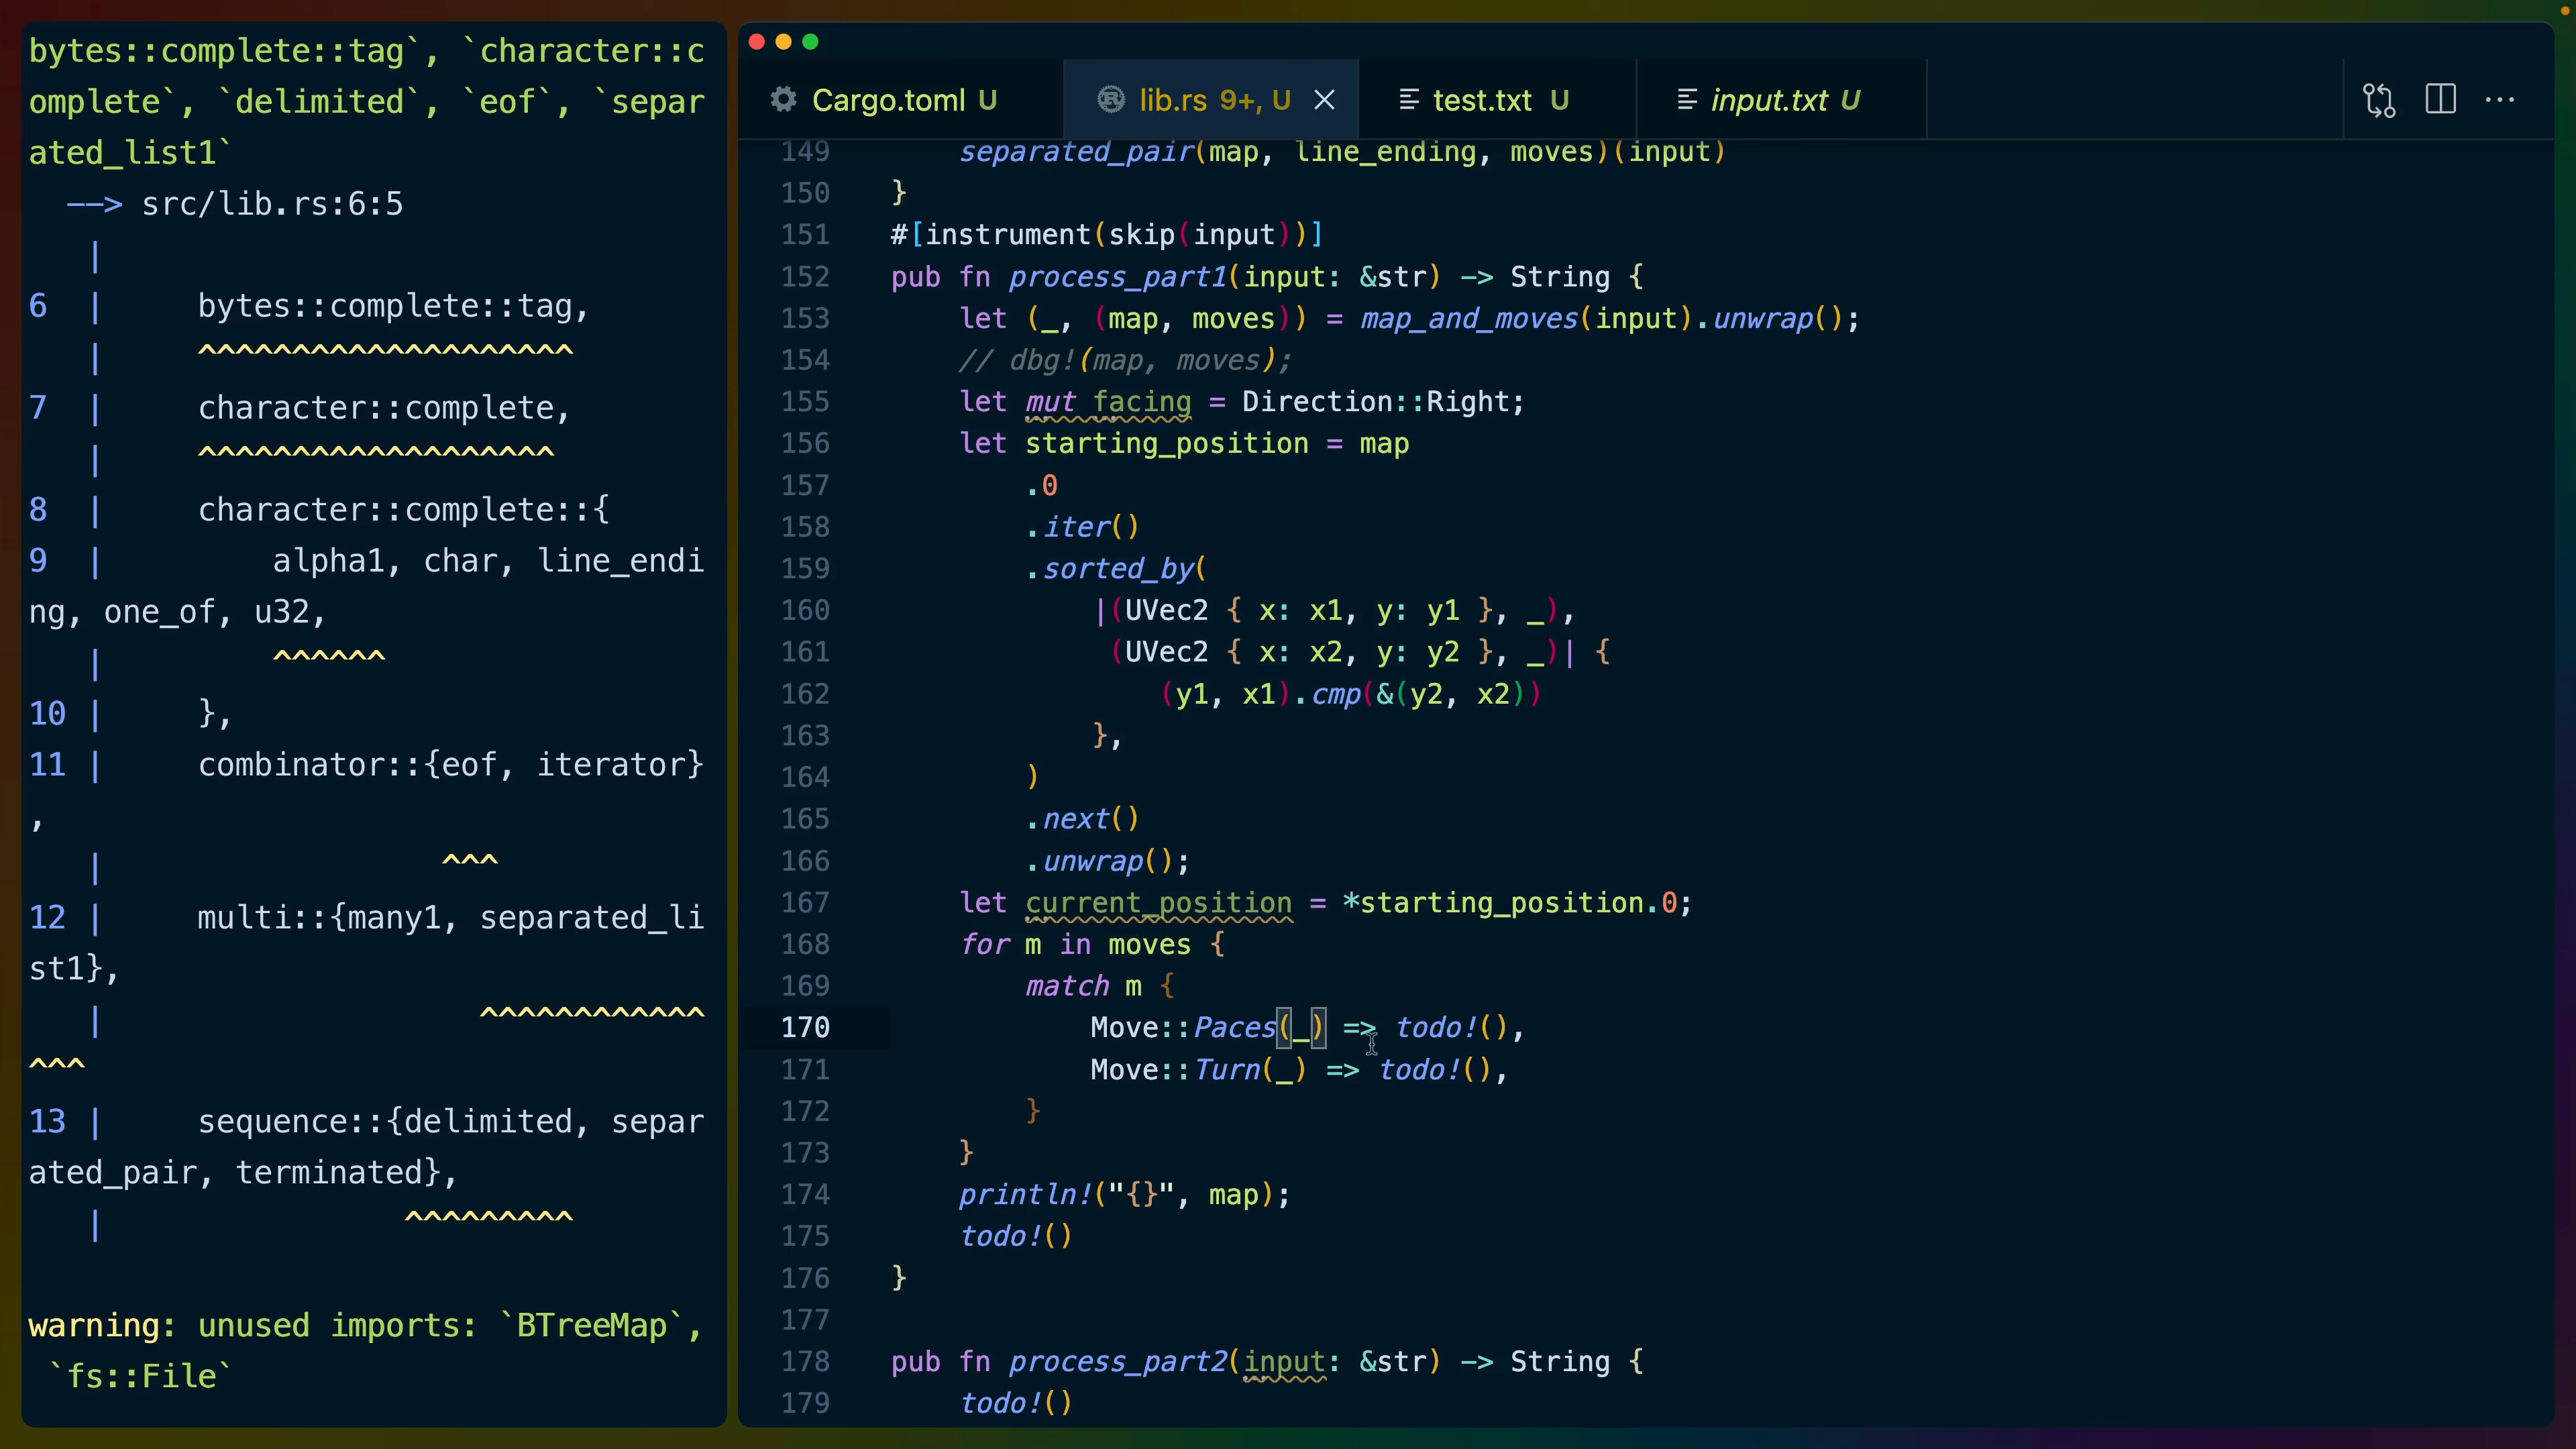 bytes::complete::tag`, `character::c
omplete`, `delimited`, `eof`, `separ
ated_list1`
--> src/lib.rs:6:5
|
6 | bytes::complete::tag,
| ^^^^^^^^^^^^^^^^^^^^
7 | character::complete,
| ^^^^^^^^^^^^^^^^^^^
8 | character::complete::{
9 | alpha1, char, line_endi
ng, one_of, u32,
| ^^^^^^
10 | },
11 | combinator::{eof, iterator}
,
| ^^^
12 | multi::{many1, separated_li
st1},
| ^^^^^^^^^^^^
^^^
13 | sequence::{delimited, separ
ated_pair, terminated},
| ^^^^^^^^^
warning: unused imports: `BTreeMap`,
`fs::File`
Cargo.toml U
lib.rs 9+, U
test.txt U
input.txt U
149 separated_pair(map, line_ending, moves)(input)
150 }
151 #[instrument(skip(input))]
152 pub fn process_part1(input: &str) -> String {
153 let (_, (map, moves)) = map_and_moves(input).unwrap();
154 // dbg!(map, moves);
155 let mut facing = Direction::Right;
156 let starting_position = map
157 .0
158 .iter()
159 .sorted_by(
160 |(UVec2 { x: x1, y: y1 }, _),
161 (UVec2 { x: x2, y: y2 }, _)| {
162 (y1, x1).cmp(&(y2, x2))
163 },
164 )
165 .next()
166 .unwrap();
167 let current_position = *starting_position.0;
168 for m in moves {
169 match m {
170 Move::Paces(_) => todo!(),
171 Move::Turn(_) => todo!(),
172 }
173 }
174 println!("{}", map);
175 todo!()
176 }
177
178 pub fn process_part2(input: &str) -> String {
179 todo!()